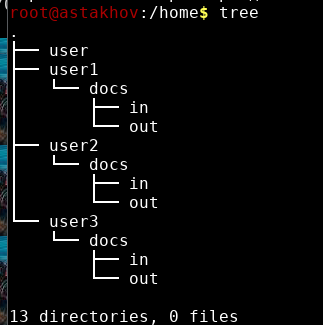 root@astakhov:/home$ tree
.
├── user
├── user1
│   └── docs
│       ├── in
│       └── out
├── user2
│   └── docs
│       ├── in
│       └── out
└── user3
    └── docs
        ├── in
        └── out

13 directories, 0 files